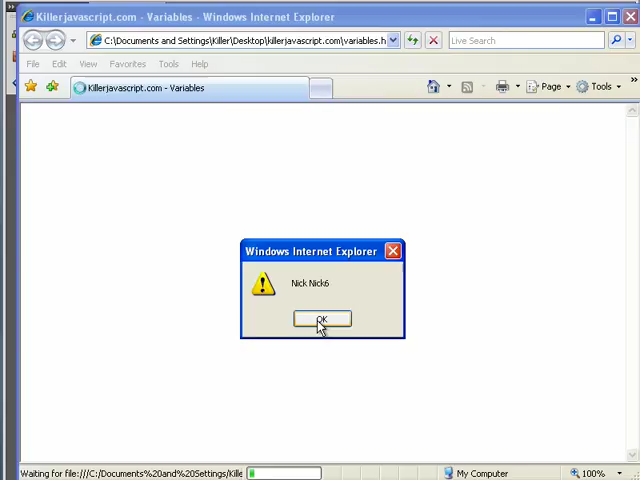 Killerjavascript.com - Variables - Windows Internet Explorer
C:\Documents and Settings\Killer\Desktop\killerjavascript.com\variables.h
Live Search
File Edit View Favorites Tools Help
Killerjavascript.com - Variables
Page Tools
Windows Internet Explorer
Nick Nick6
OK
Waiting for file:///C:/Documents%20and%20Settings/Kille
My Computer
100%